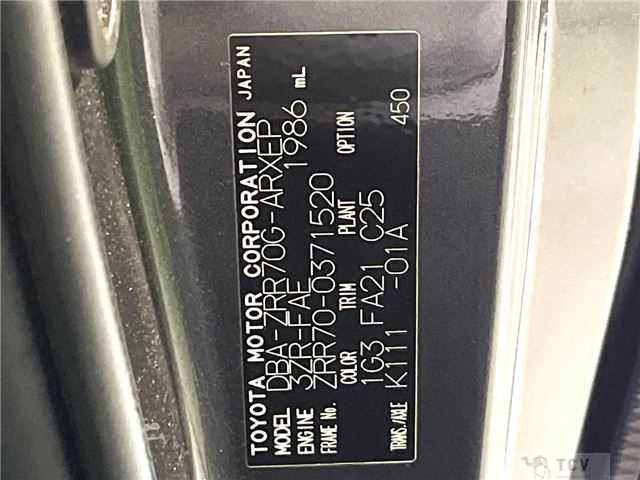 TOYOTA MOTOR CORPORATION JAPAN
MODEL DBA-ZRR70G-ARXEP
ENGINE 3ZR-FAE 1986 mL
FRAME No. ZRR70-0371520
COLOR TRIM PLANT OPTION
1G3 FA21 C25 450
TRANS./AXLE K111 -01A
TCV